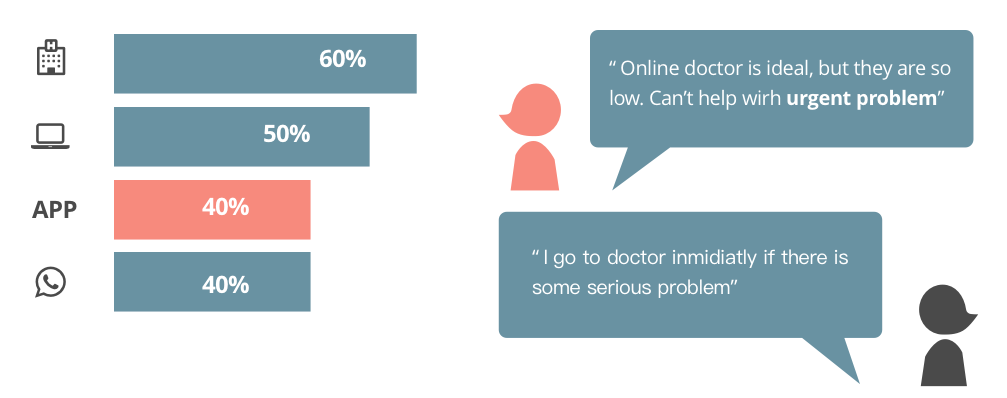 60%
50%
APP
40%
40%
“ Online doctor is ideal, but they are so
low. Can’t help wirh urgent problem”
“ I go to doctor inmidiatly if there is
some serious problem”